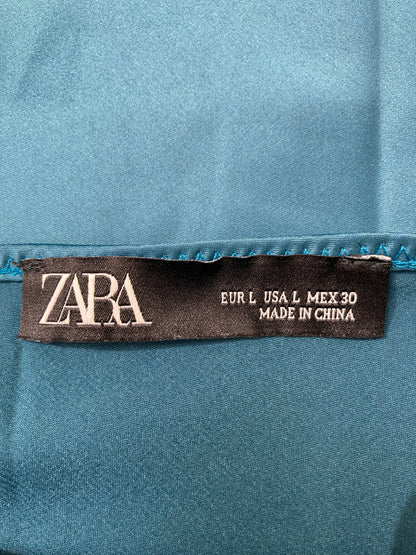 ZARA
EUR L USA L MEX 30
MADE IN CHINA